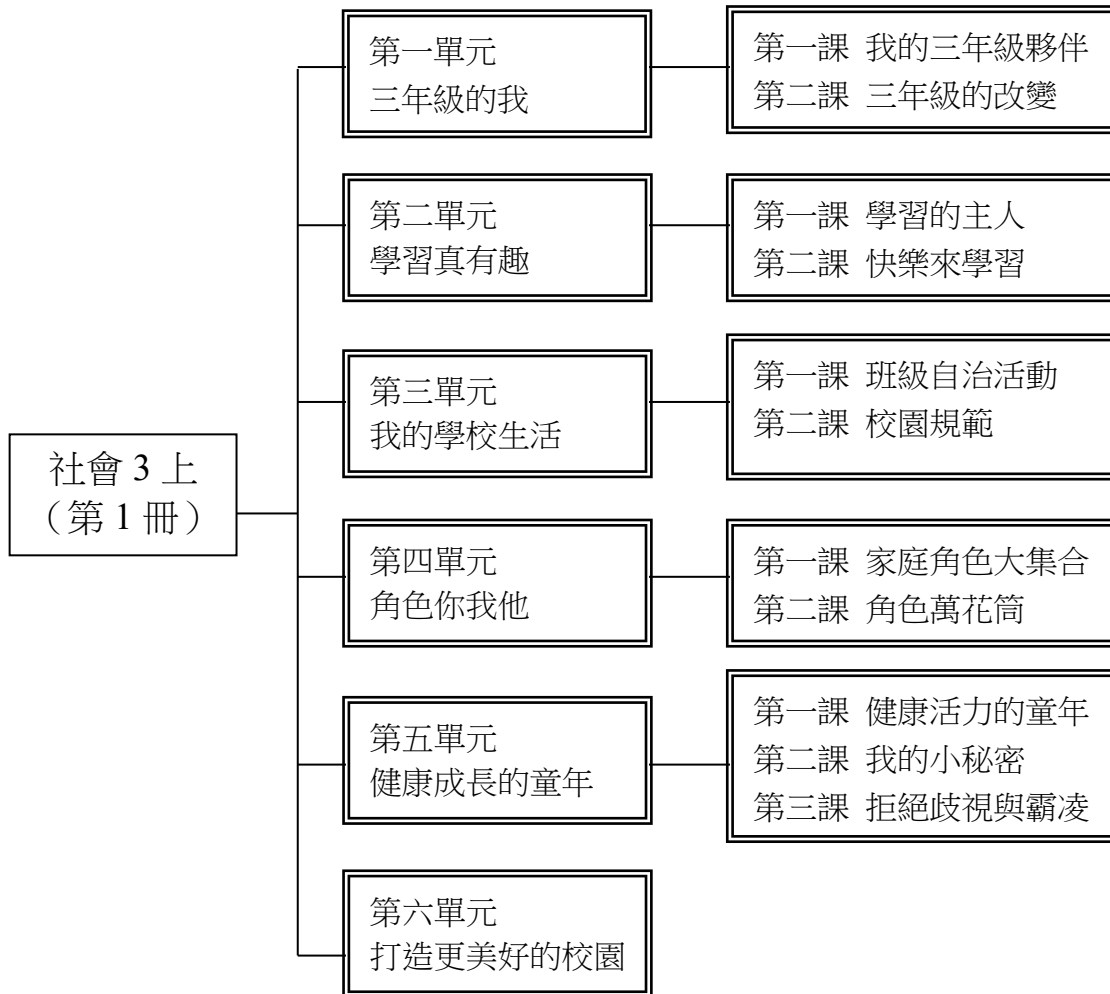 社會 3 上
（第 1 冊）
第一單元
三年級的我
第一課 我的三年級夥伴
第二課 三年級的改變
第二單元
學習真有趣
第一課 學習的主人
第二課 快樂來學習
第三單元
我的學校生活
第一課 班級自治活動
第二課 校園規範
第四單元
角色你我他
第一課 家庭角色大集合
第二課 角色萬花筒
第五單元
健康成長的童年
第一課 健康活力的童年
第二課 我的小秘密
第三課 拒絕歧視與霸凌
第六單元
打造更美好的校園